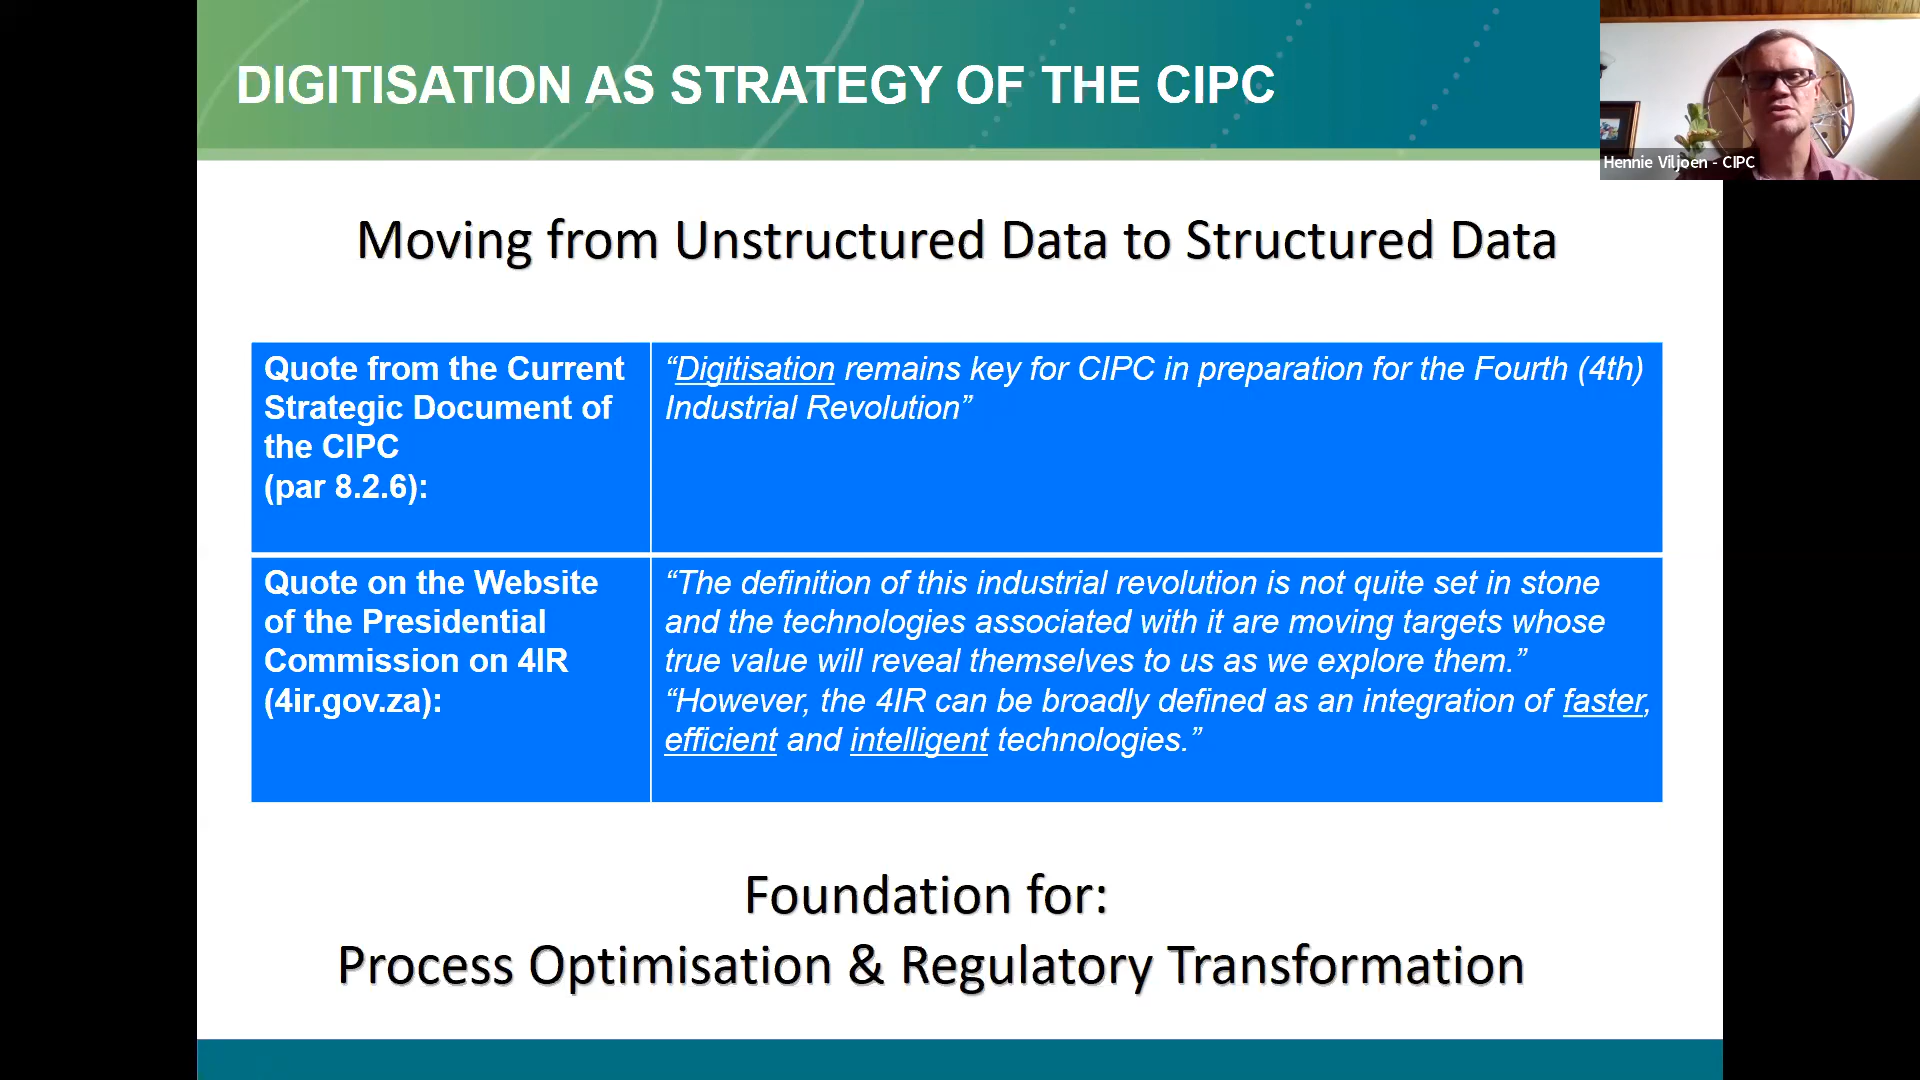 DIGITISATION AS STRATEGY OF THE CIPC
Hennie Viljoen - CIPC
Moving from Unstructured Data to Structured Data
Quote from the Current
Strategic Document of
the CIPC
(par 8.2.6):
“Digitisation remains key for CIPC in preparation for the Fourth (4th)
Industrial Revolution”
Quote on the Website
of the Presidential
Commission on 4IR
(4ir.gov.za):
“The definition of this industrial revolution is not quite set in stone
and the technologies associated with it are moving targets whose
true value will reveal themselves to us as we explore them.”
“However, the 4IR can be broadly defined as an integration of faster,
efficient and intelligent technologies.”
Foundation for:
Process Optimisation & Regulatory Transformation